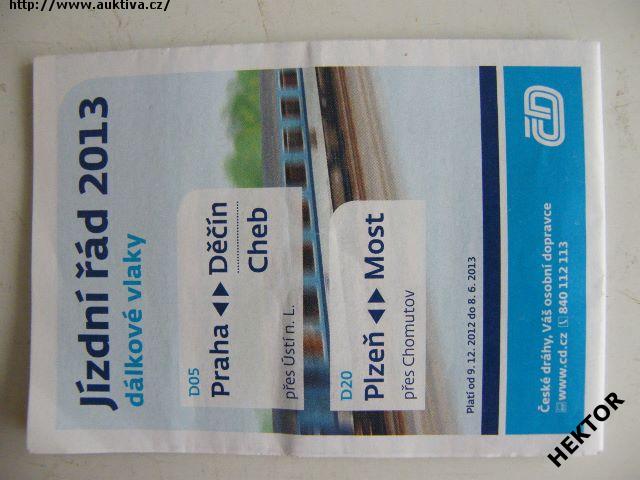 http://www.auktiva.cz/
Jízdní řád 2013
dálkové vlaky
D05
Praha ◄► Děčín
Cheb
přes Ústí n. L.
D20
Plzeň ◄► Most
přes Chomutov
Platí od 9. 12. 2012 do 8. 6. 2013
ČD
České dráhy, Váš osobní dopravce
www.cd.cz 840 112 113
HEKTOR